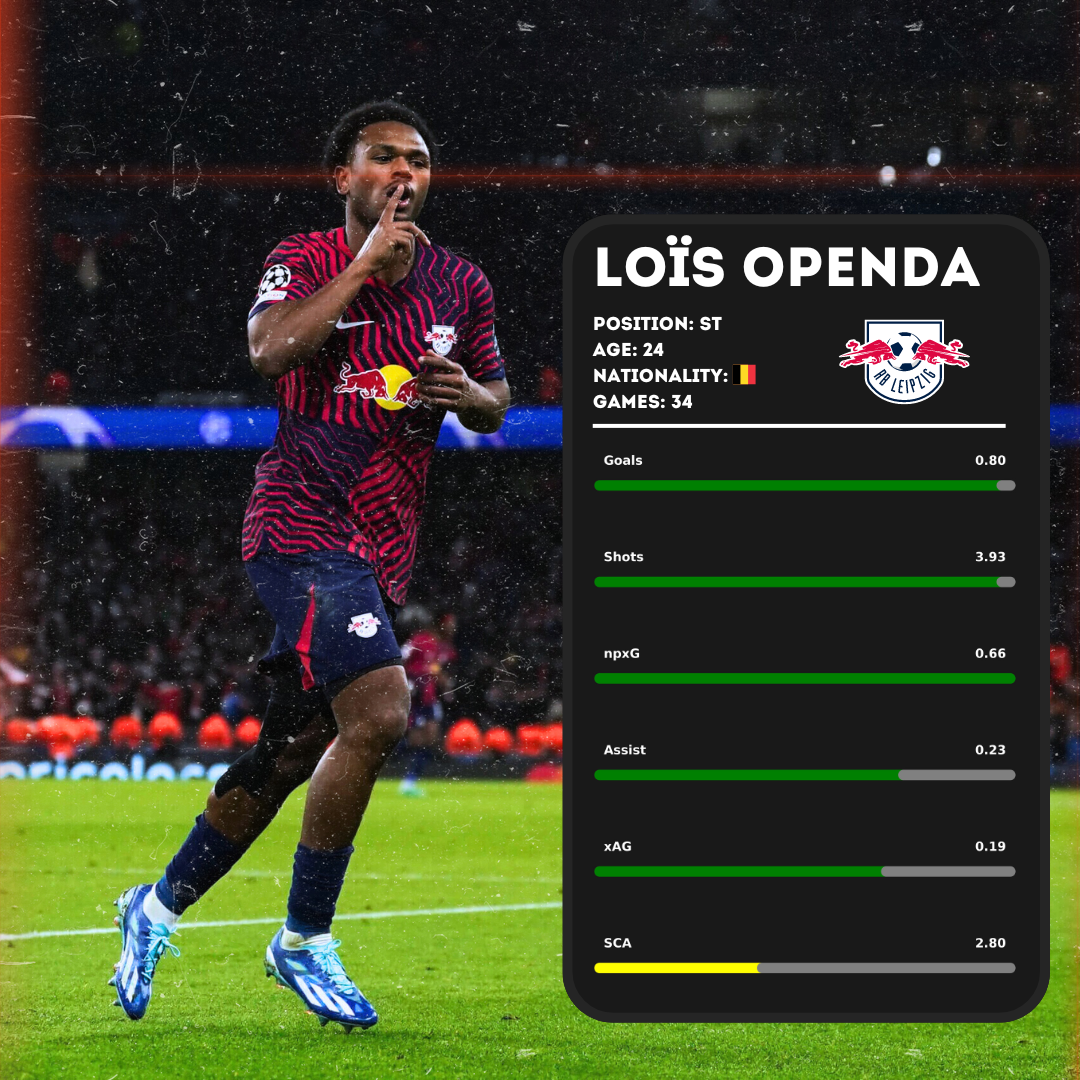 LOÏS OPENDA
POSITION: ST
AGE: 24
NATIONALITY:
GAMES: 34
RB LEIPZIG
Goals 0.80
Shots 3.93
npxG 0.66
Assist 0.23
xAG 0.19
SCA 2.80